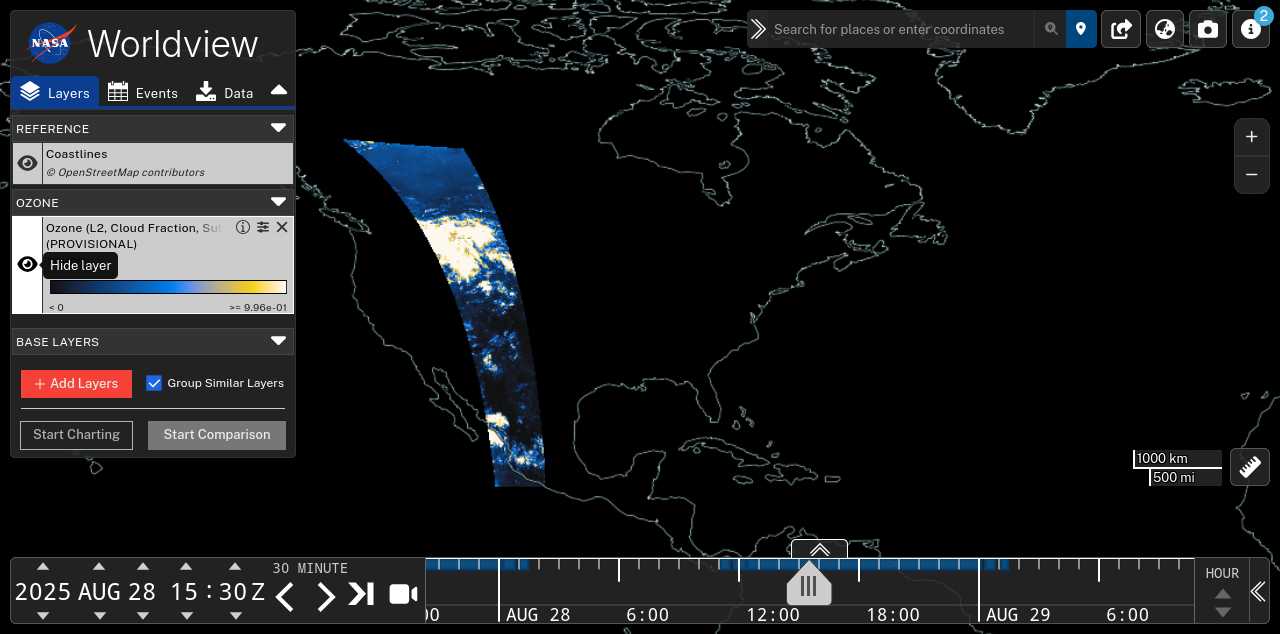 NASA Worldview
Search for places or enter coordinates
2
Layers Events Data
REFERENCE
Coastlines
© OpenStreetMap contributors
OZONE
Ozone (L2, Cloud Fraction,
(PROVISIONAL)
Hide layer
< 0 >= 9.96e-01
BASE LAYERS
+ Add Layers Group Similar Layers
Start Charting Start Comparison
+
−
1000 km
500 mi
2025 AUG 28 15 : 30 Z
30 MINUTE
AUG 28 6:00 12:00 18:00 AUG 29 6:00
HOUR